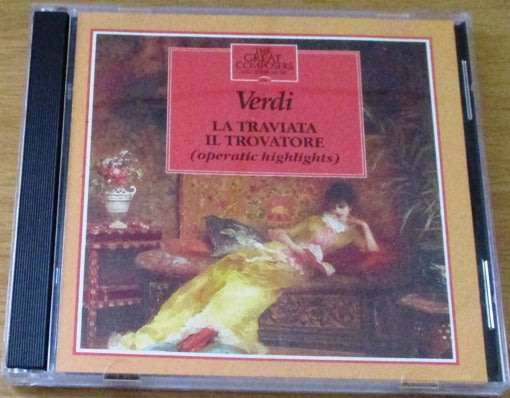 THE
GREAT
COMPOSERS
Verdi
LA TRAVIATA
IL TROVATORE
(operatic highlights)